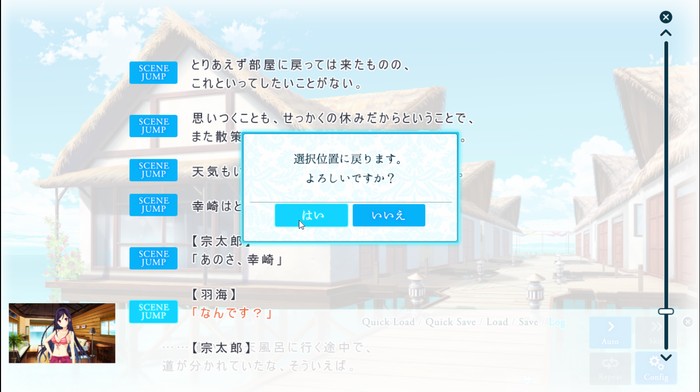 SCENE JUMP
とりあえず部屋に戻っては来たものの、
これといってしたいことがない。
SCENE JUMP
思いつくことも、せっかくの休みだからということで、
また散策
SCENE JUMP
天気もい
SCENE JUMP
幸崎はと
選択位置に戻ります。
よろしいですか?
はい いいえ
SCENE JUMP
【宗太郎】
「あのさ、幸崎」
SCENE JUMP
【羽海】
「なんです?」
Quick Load Quick Save Load Save
【宗太郎】
風呂に行く途中で、
道が分かれていたな、そういえば。
Config